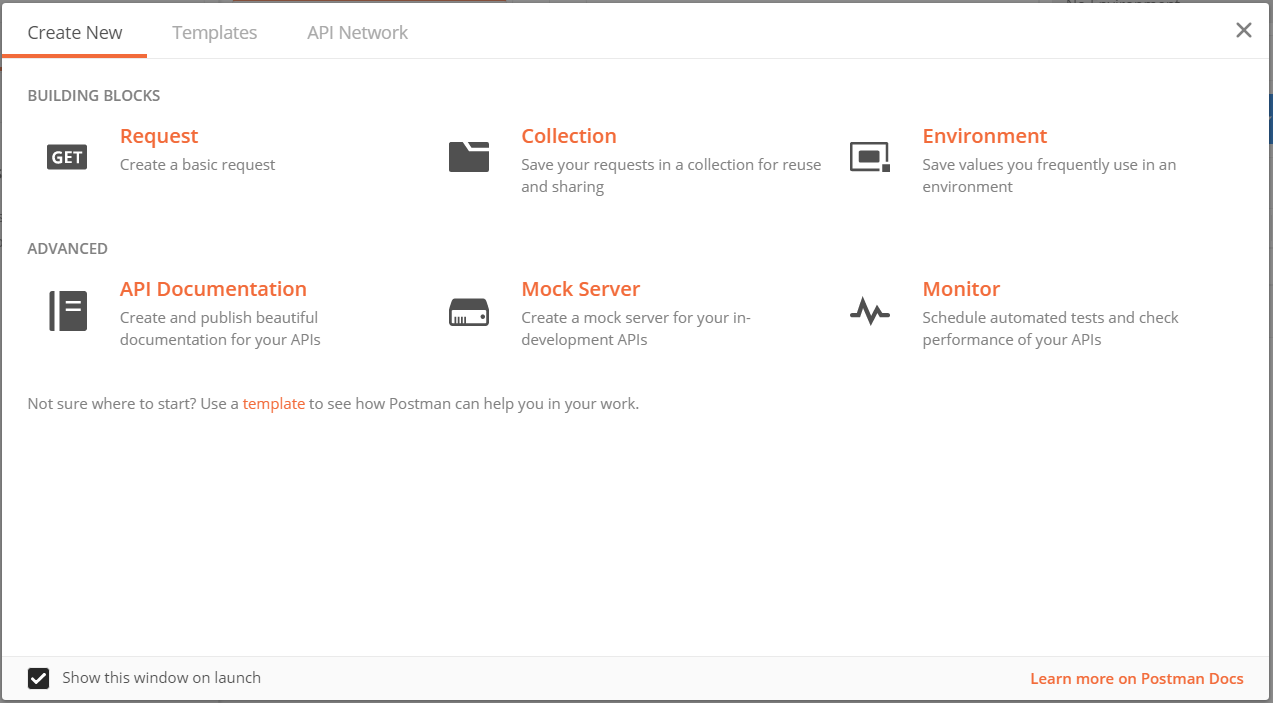 No Environment
Create New
Templates
API Network
BUILDING BLOCKS
GET
Request
Create a basic request
Collection
Save your requests in a collection for reuse
and sharing
Environment
Save values you frequently use in an
environment
ADVANCED
API Documentation
Create and publish beautiful
documentation for your APIs
Mock Server
Create a mock server for your in-
development APIs
Monitor
Schedule automated tests and check
performance of your APIs
Not sure where to start? Use a template to see how Postman can help you in your work.
Show this window on launch
Learn more on Postman Docs